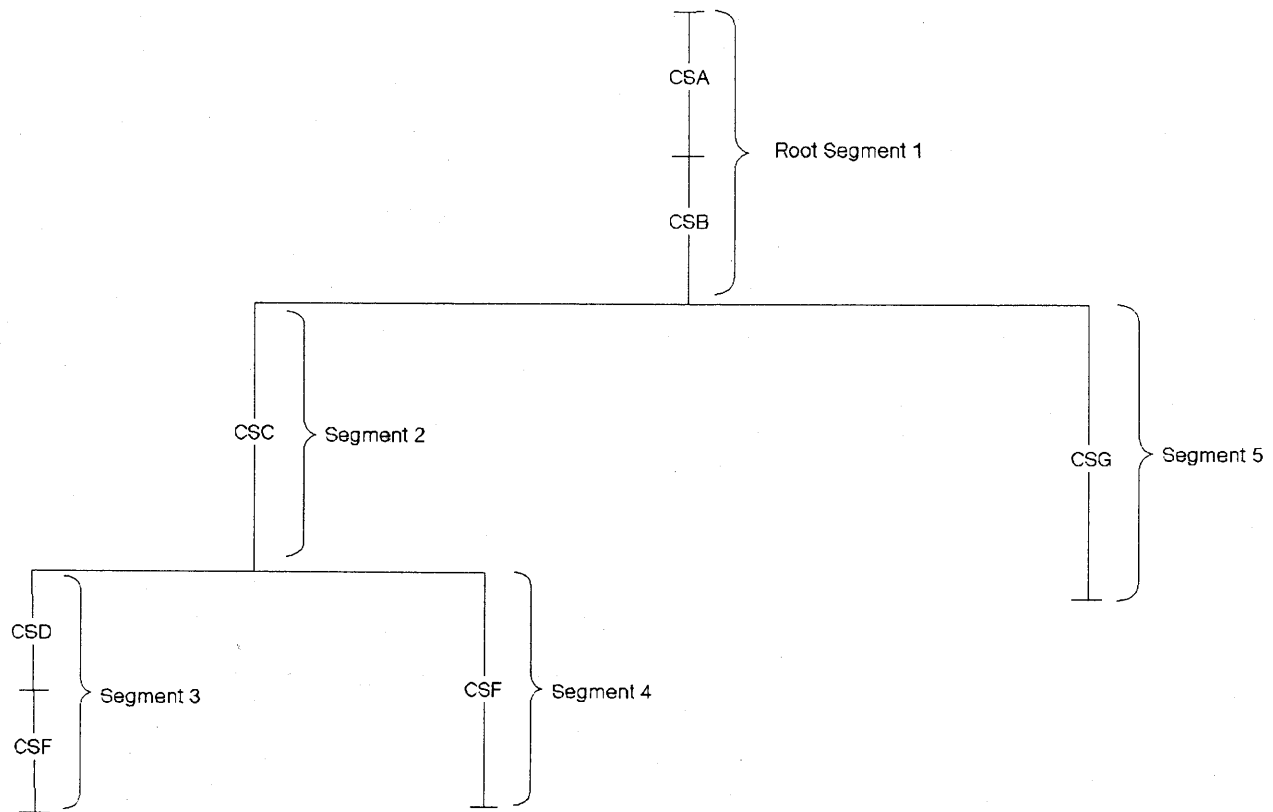 CSA
Root Segment 1
CSB
CSC
Segment 2
CSG
Segment 5
CSD
Segment 3
CSF
Segment 4
CSF